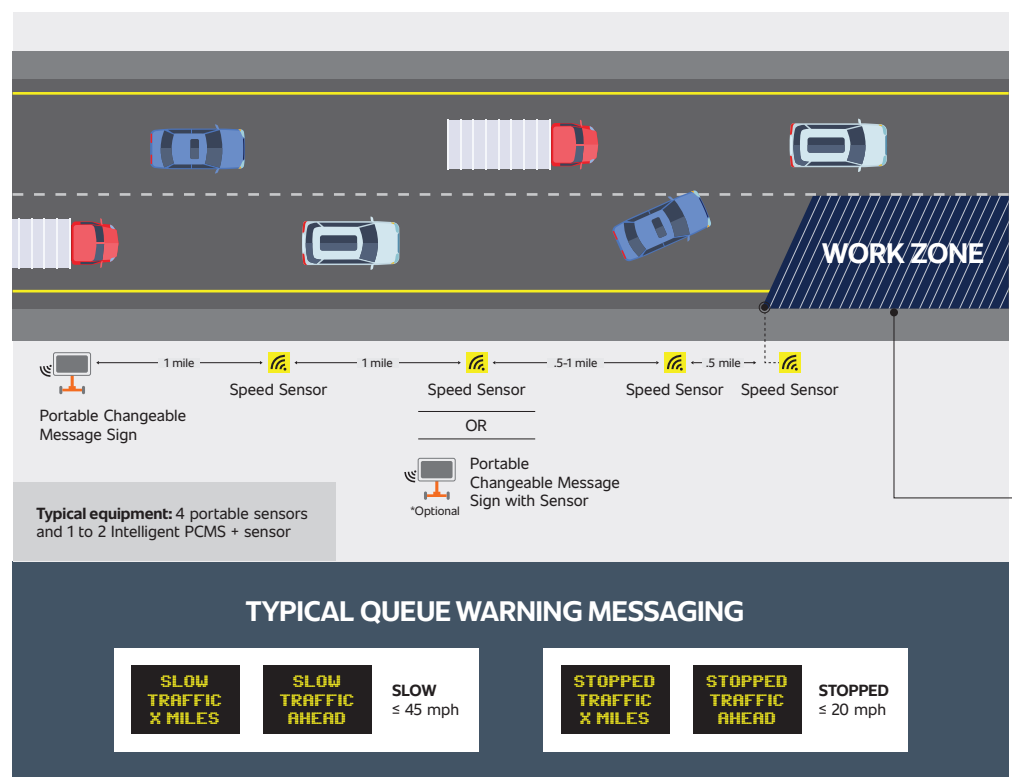 WORK ZONE
1 mile
1 mile
.5-1 mile
.5 mile
Speed Sensor
Speed Sensor
Speed Sensor
Speed Sensor
Portable Changeable
Message Sign
OR
Portable
Changeable Message
Sign with Sensor
*Optional
Typical equipment: 4 portable sensors
and 1 to 2 Intelligent PCMS + sensor
TYPICAL QUEUE WARNING MESSAGING
SLOW
TRAFFIC
X MILES
SLOW
TRAFFIC
AHEAD
SLOW
≤ 45 mph
STOPPED
TRAFFIC
X MILES
STOPPED
TRAFFIC
AHEAD
STOPPED
≤ 20 mph